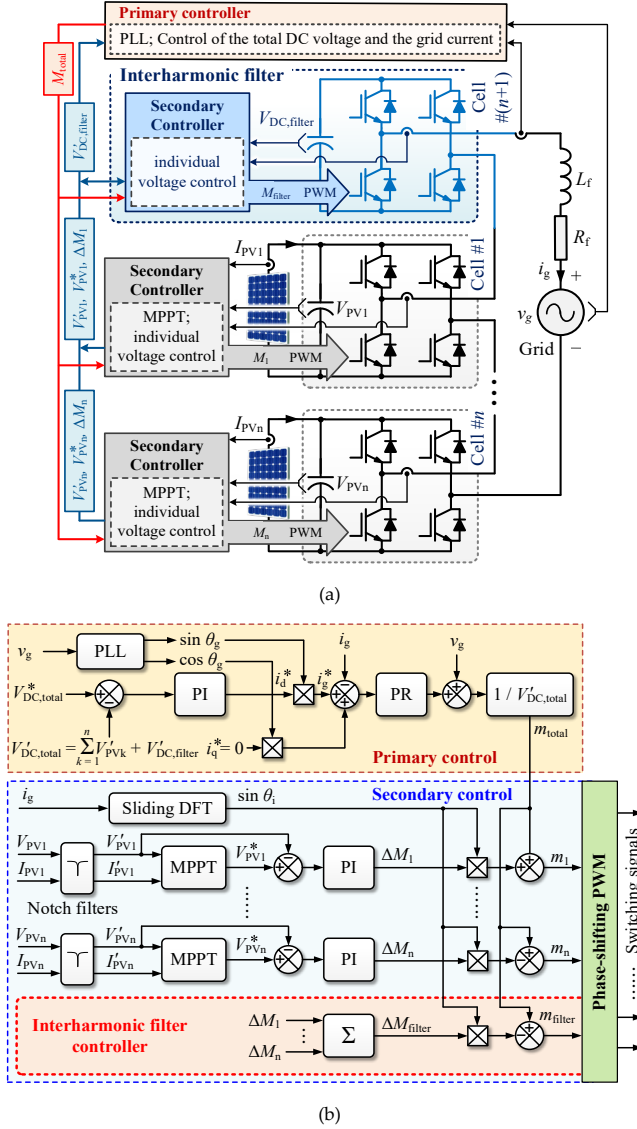 Primary controller
PLL; Control of the total DC voltage and the grid current
M_total
V′_DC,filter
V′_PV1, V*_PV1, ΔM_1
V′_PVn, V*_PVn, ΔM_n
Interharmonic filter
Secondary
Controller
individual
voltage control
V_DC,filter
M_filter PWM
Cell
#(n+1)
L_f
R_f
i_g +
v_g
Grid −
I_PV1
Secondary
Controller
MPPT;
individual
voltage control
V_PV1
M_1 PWM
Cell #1
I_PVn
Secondary
Controller
MPPT;
individual
voltage control
V_PVn
M_n PWM
Cell #n
(a)
v_g PLL sin θ_g
cos θ_g
i_g
v_g
V*_DC,total + − PI i*_d i*_g + − + PR + + 1 / V′_DC,total
V′_DC,total = Σ_{k = 1}^{n} V′_PVk + V′_DC,filter i*_q = 0
m_total
Primary control
Secondary control
i_g Sliding DFT sin θ_i
V_PV1 V′_PV1
I_PV1 I′_PV1 MPPT V*_PV1 PI ΔM_1 m_1
Notch filters
V_PVn V′_PVn
I_PVn I′_PVn MPPT V*_PVn PI ΔM_n m_n
Interharmonic filter
controller
ΔM_1
ΔM_n
Σ ΔM_filter m_filter
Phase-shifting PWM
Switching signals
(b)